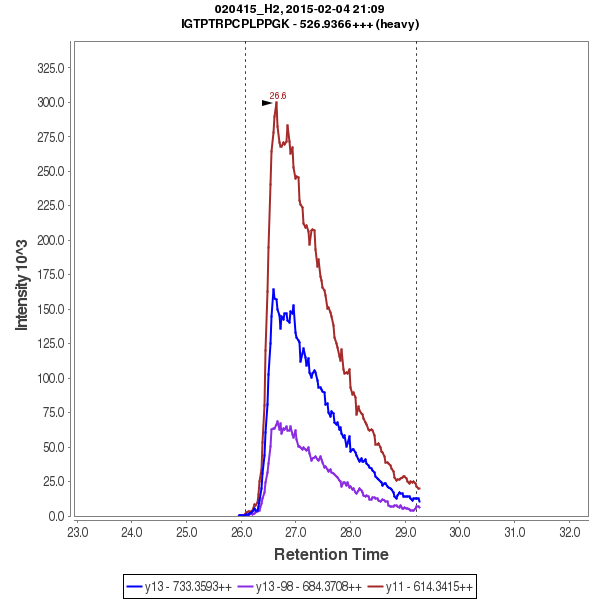 020415_H2, 2015-02-04 21:09
IGTPTRPCPLPPGK - 526.9366+++ (heavy)
26.6
Intensity 10^3
325.0
300.0
275.0
250.0
225.0
200.0
175.0
150.0
125.0
100.0
75.0
50.0
25.0
0.0
23.0 24.0 25.0 26.0 27.0 28.0 29.0 30.0 31.0 32.0
Retention Time
y13 - 733.3593++ y13 -98 - 684.3708++ y11 - 614.3415++